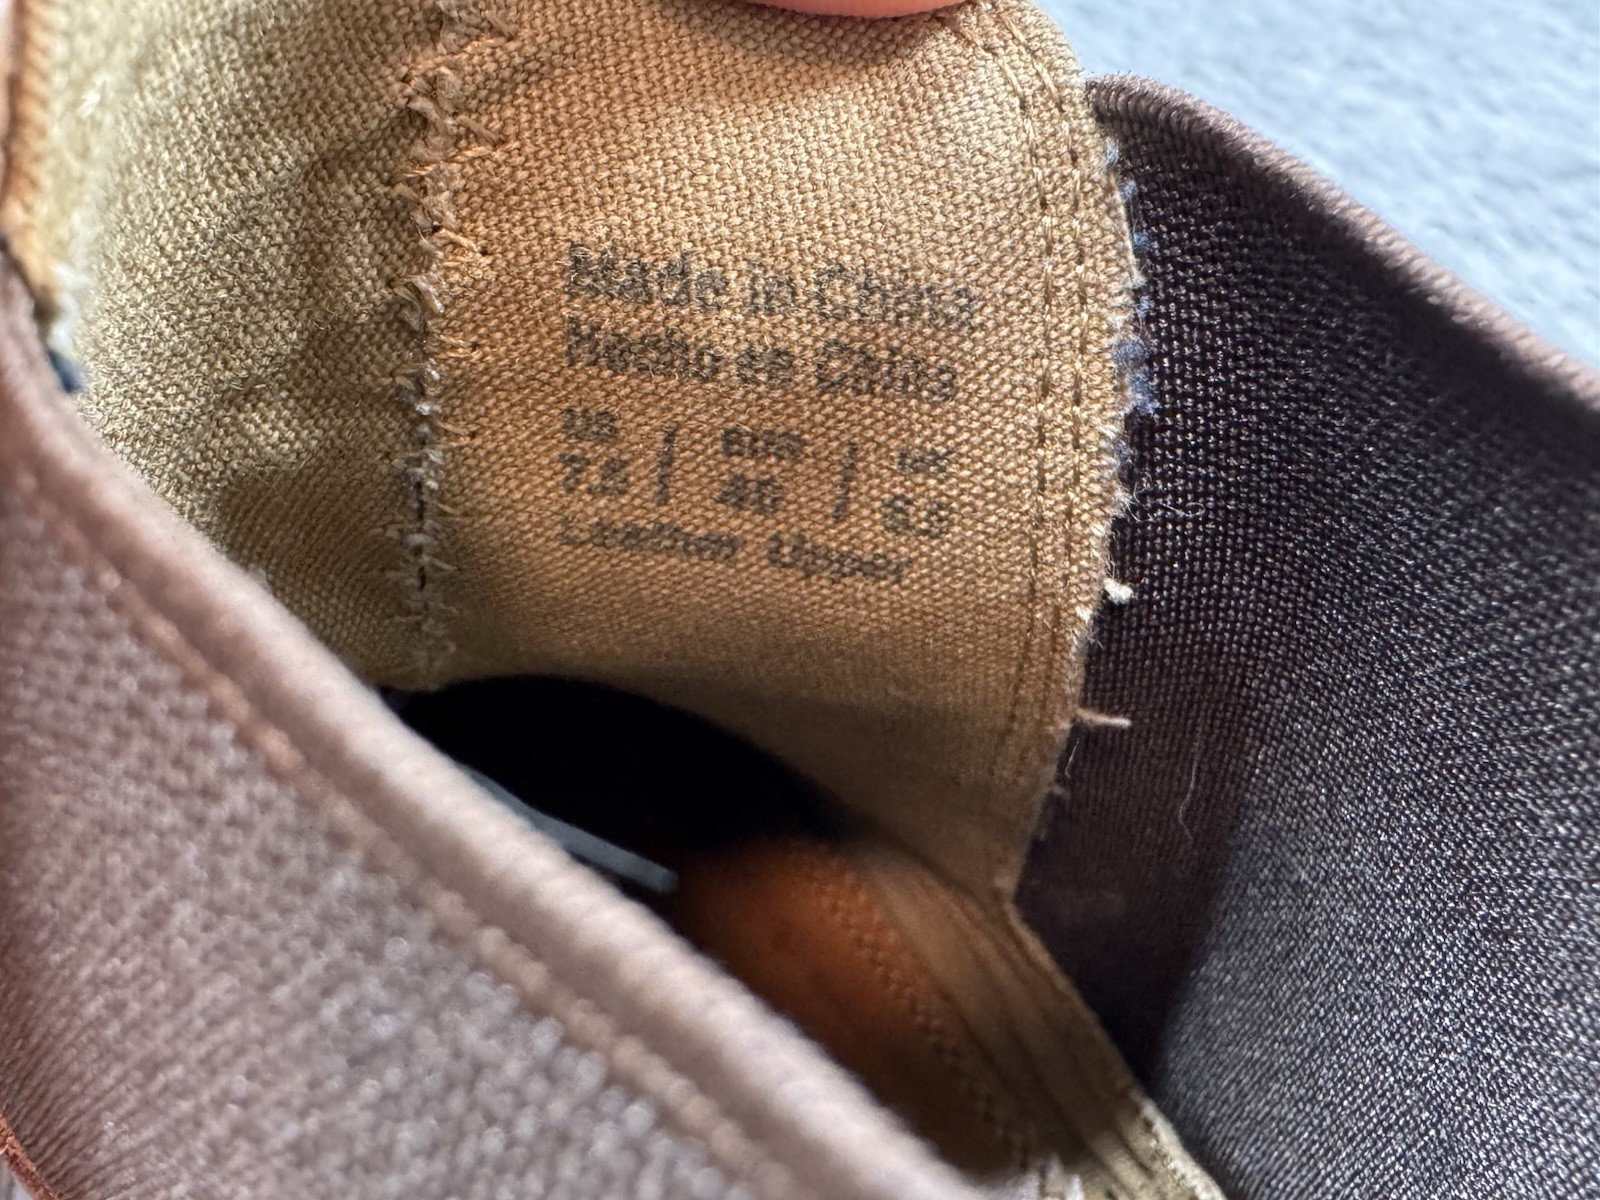 Made in China
Hecho en China
US / EUR / UK
7.5 / 40 / 6.5
Leather Upper